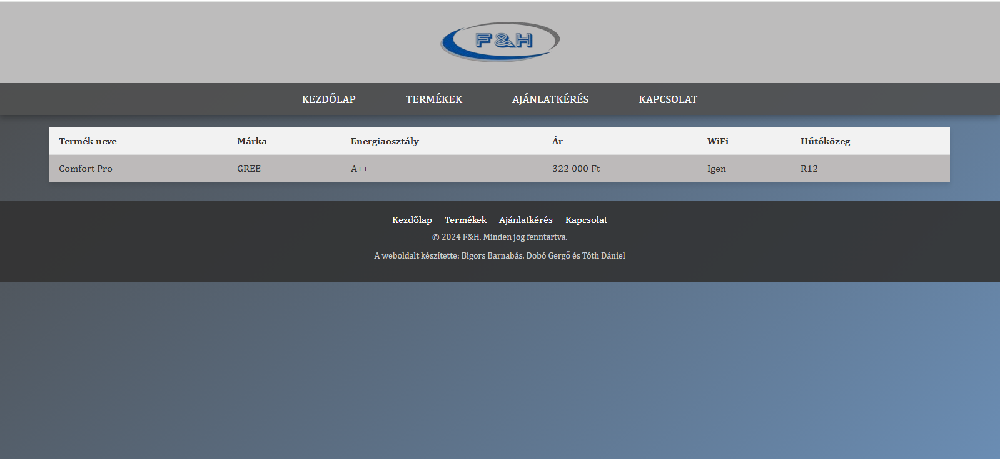 F&H
KEZDŐLAP TERMÉKEK AJÁNLATKÉRÉS KAPCSOLAT
Termék neve Márka Energiaosztály Ár WiFi Hűtőközeg
Comfort Pro GREE A++ 322 000 Ft Igen R12
Kezdőlap Termékek Ajánlatkérés Kapcsolat
© 2024 F&H. Minden jog fenntartva.
A weboldalt készítette: Bigors Barnabás, Dobó Gergő és Tóth Dániel